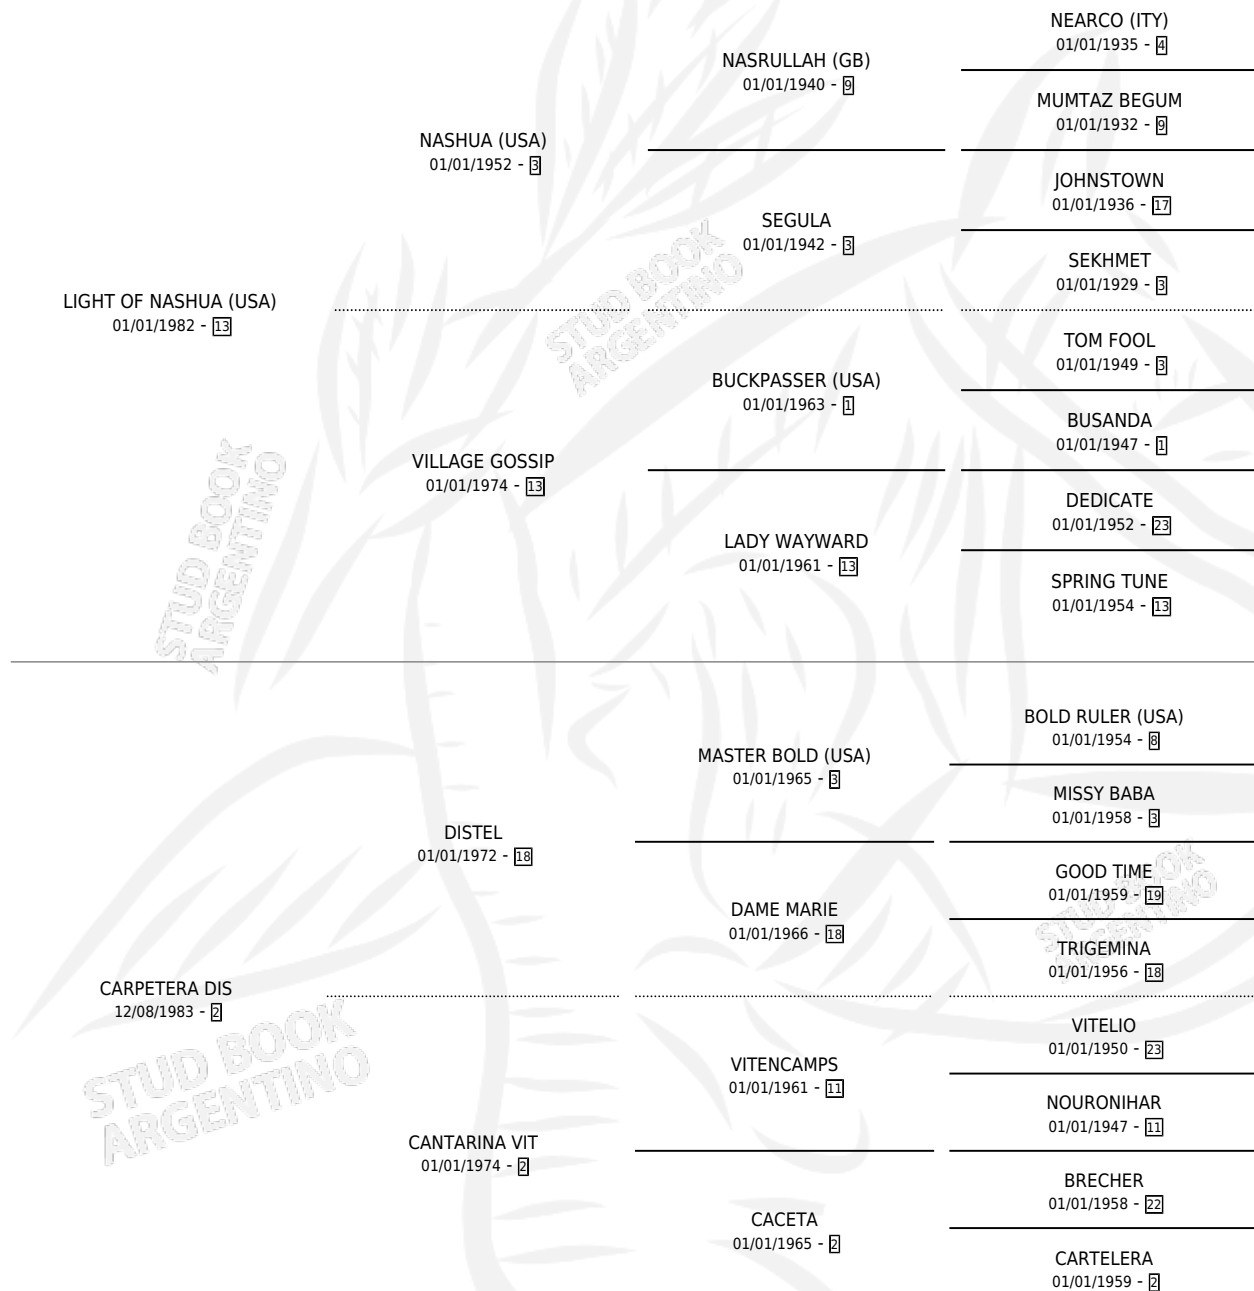 NEARCO (ITY)
01/01/1935 - 4
NASRULLAH (GB)
01/01/1940 - 9
MUMTAZ BEGUM
01/01/1932 - 9
NASHUA (USA)
01/01/1952 - 3
JOHNSTOWN
01/01/1936 - 17
SEGULA
01/01/1942 - 3
SEKHMET
01/01/1929 - 3
LIGHT OF NASHUA (USA)
01/01/1982 - 13
TOM FOOL
01/01/1949 - 3
BUCKPASSER (USA)
01/01/1963 - 1
BUSANDA
01/01/1947 - 1
VILLAGE GOSSIP
01/01/1974 - 13
DEDICATE
01/01/1952 - 23
LADY WAYWARD
01/01/1961 - 13
SPRING TUNE
01/01/1954 - 13
BOLD RULER (USA)
01/01/1954 - 8
MASTER BOLD (USA)
01/01/1965 - 3
MISSY BABA
01/01/1958 - 3
DISTEL
01/01/1972 - 18
GOOD TIME
01/01/1959 - 19
DAME MARIE
01/01/1966 - 18
TRIGEMINA
01/01/1956 - 18
CARPETERA DIS
12/08/1983 - 2
VITELIO
01/01/1950 - 23
VITENCAMPS
01/01/1961 - 11
NOURONIHAR
01/01/1947 - 11
CANTARINA VIT
01/01/1974 - 2
BRECHER
01/01/1958 - 22
CACETA
01/01/1965 - 2
CARTELERA
01/01/1959 - 2
STUD BOOK
ARGENTINO
STUD BOOK
ARGENTINO
STUD BOOK
ARGENTINO
STUD BOOK
ARGENTINO